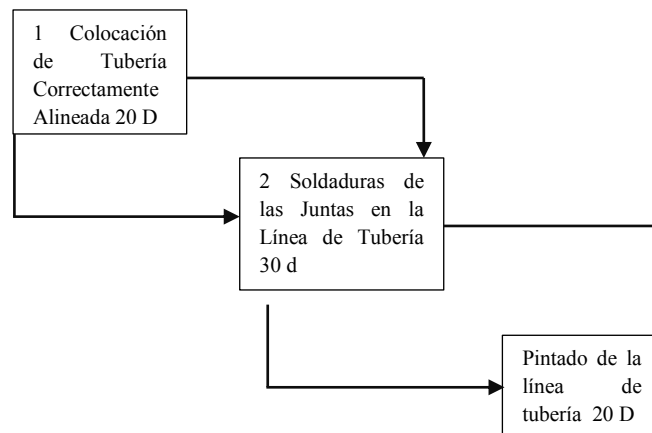 1 Colocación
de Tubería
Correctamente
Alineada 20 D
2 Soldaduras de
las Juntas en la
Línea de Tubería
30 d
Pintado de la
línea de
tubería 20 D